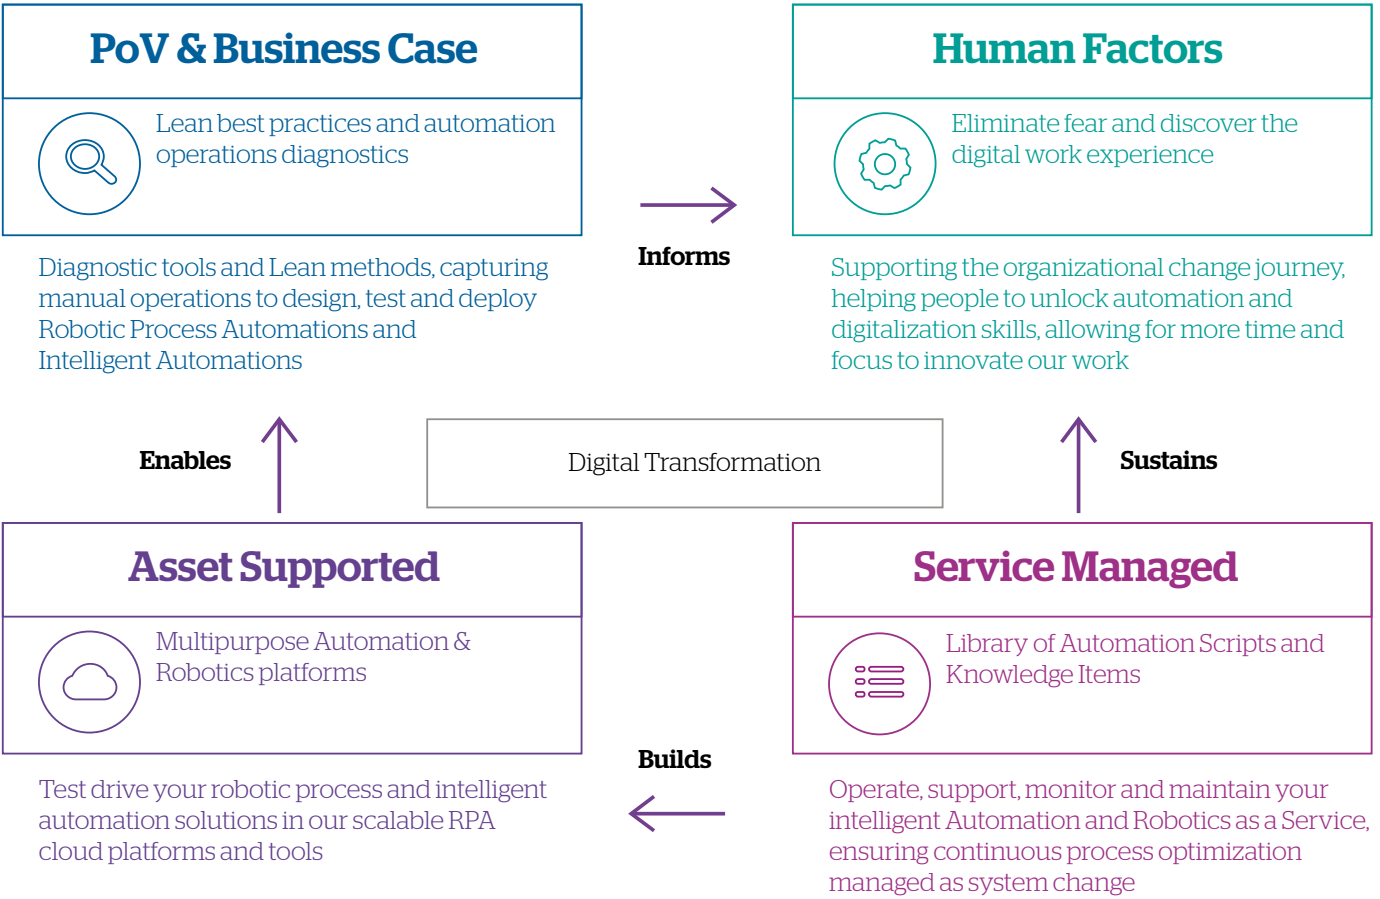 PoV & Business Case
Lean best practices and automation
operations diagnostics
Diagnostic tools and Lean methods, capturing
manual operations to design, test and deploy
Robotic Process Automations and
Intelligent Automations
Informs
Human Factors
Eliminate fear and discover the
digital work experience
Supporting the organizational change journey,
helping people to unlock automation and
digitalization skills, allowing for more time and
focus to innovate our work
Enables
Digital Transformation
Sustains
Asset Supported
Multipurpose Automation &
Robotics platforms
Test drive your robotic process and intelligent
automation solutions in our scalable RPA
cloud platforms and tools
Builds
Service Managed
Library of Automation Scripts and
Knowledge Items
Operate, support, monitor and maintain your
intelligent Automation and Robotics as a Service,
ensuring continuous process optimization
managed as system change